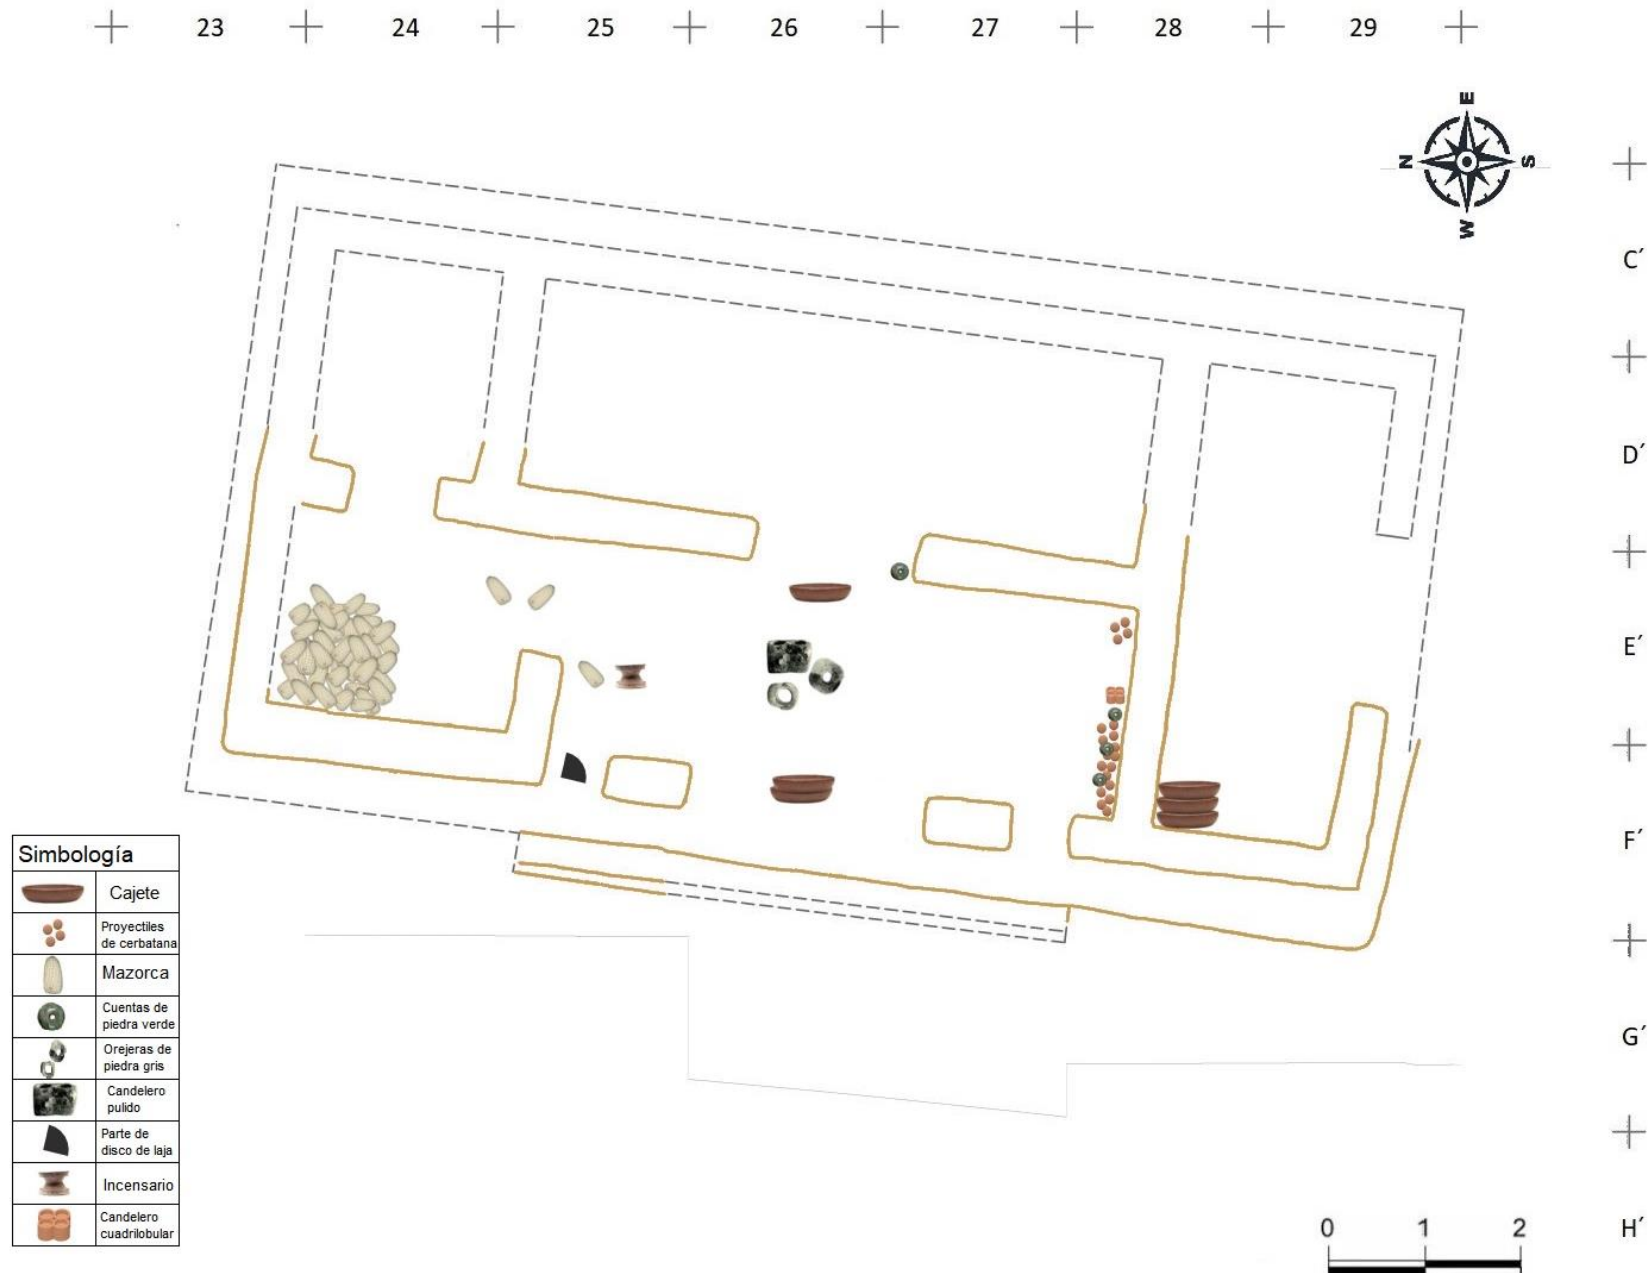 23 24 25 26 27 28 29
E
N S
W
C´
D´
E´
F´
G´
H´
Simbología
Cajete
Proyectiles
de cerbatana
Mazorca
Cuentas de
piedra verde
Orejeras de
piedra gris
Candelero
pulido
Parte de
disco de laja
Incensario
Candelero
cuadrilobular
0 1 2